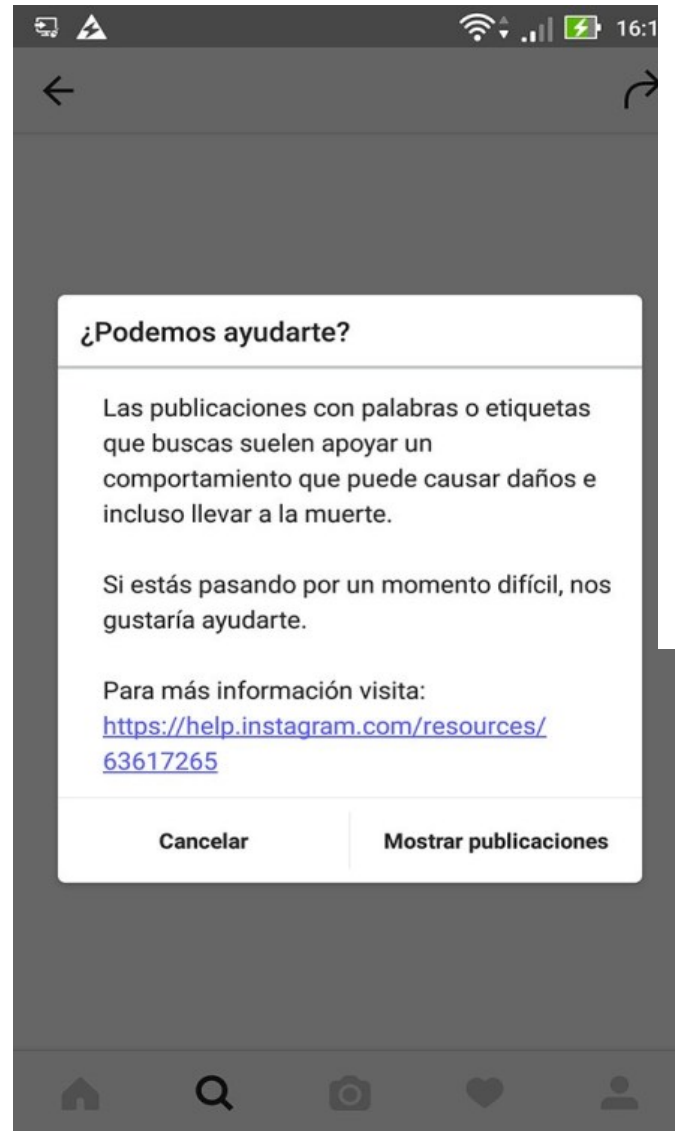 16:1
¿Podemos ayudarte?
Las publicaciones con palabras o etiquetas
que buscas suelen apoyar un
comportamiento que puede causar daños e
incluso llevar a la muerte.
Si estás pasando por un momento difícil, nos
gustaría ayudarte.
Para más información visita:
https://help.instagram.com/resources/
63617265
Cancelar
Mostrar publicaciones